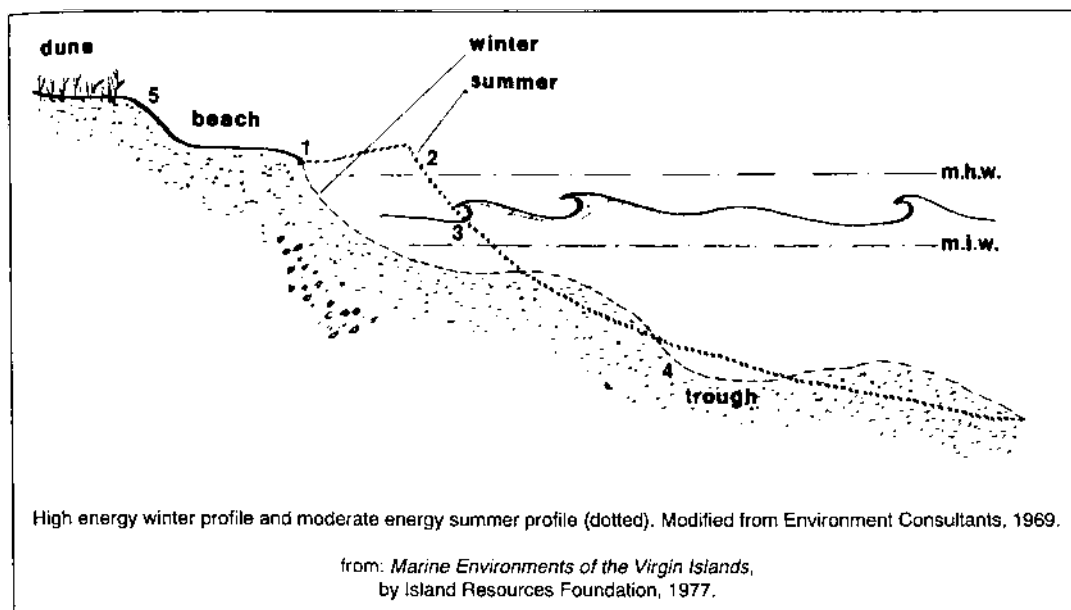 dune
winter
summer
5
beach
1
2
m.h.w.
3
m.l.w.
4
trough
High energy winter profile and moderate energy summer profile (dotted). Modified from Environment Consultants, 1969.
from: Marine Environments of the Virgin Islands,
by Island Resources Foundation, 1977.